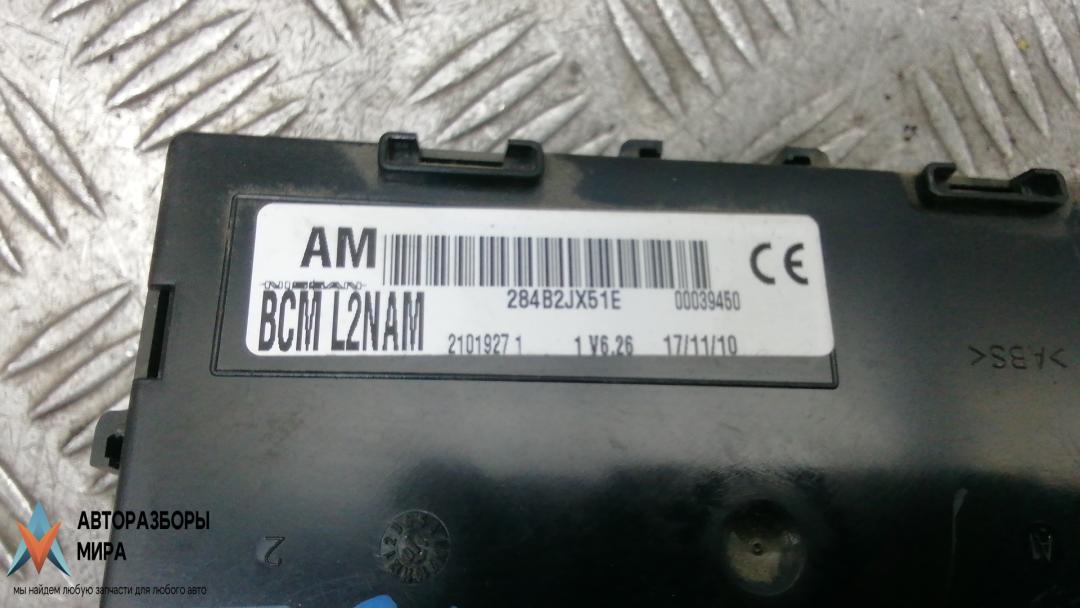 AM
CE
284B2JX51E 00039450
NISSAN
BCM L2NAM
2101927 1 1 V6.26 17/11/10
>ABS<
2
АВТОРАЗБОРЫ
МИРА
мы найдем любую запчасти для любого авто